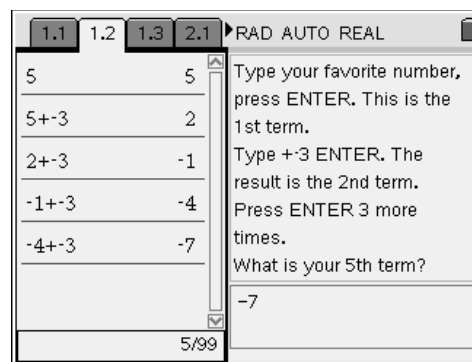 1.1 1.2 1.3 2.1 RAD AUTO REAL
5 5
5+-3 2
2+-3 -1
-1+-3 -4
-4+-3 -7
5/99
Type your favorite number,
press ENTER. This is the
1st term.
Type +-3 ENTER. The
result is the 2nd term.
Press ENTER 3 more
times.
What is your 5th term?
-7